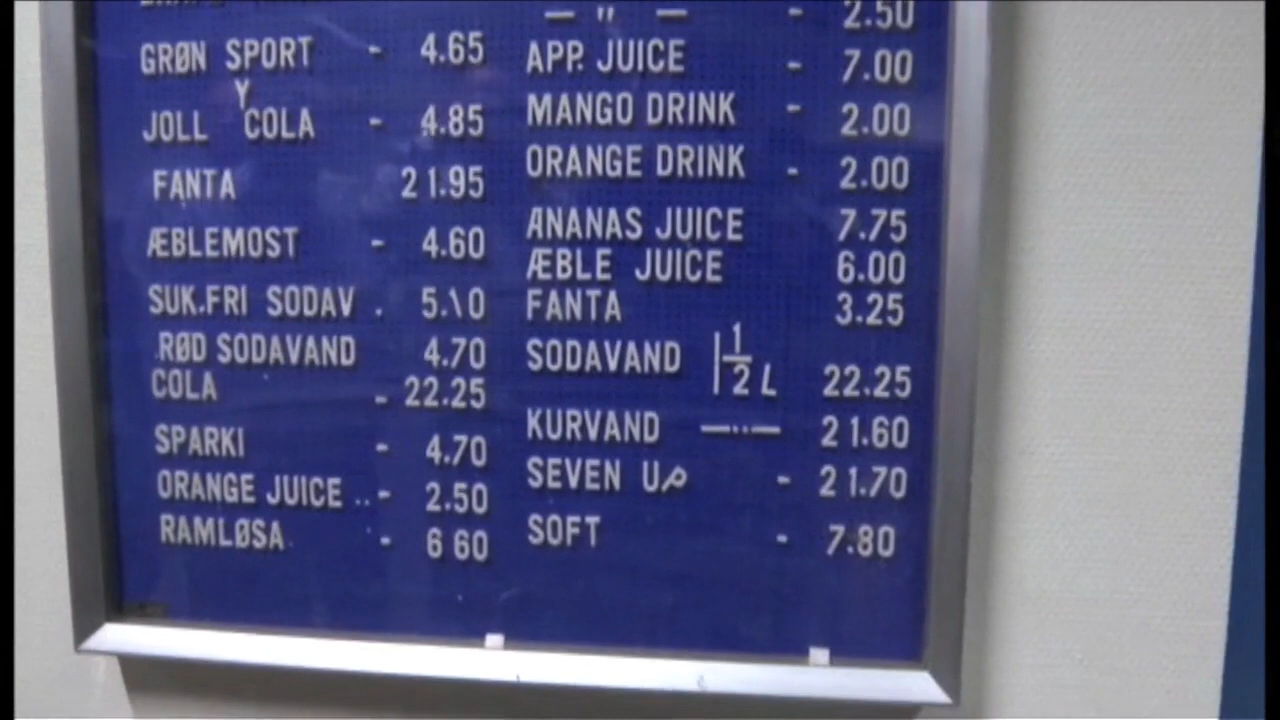 GRØN SPORT - 4.65
JOLLY COLA - 4.85
FANTA 21.95
ÆBLEMOST - 4.60
SUK.FRI SODAV . 5.10
RØD SODAVAND 4.70
COLA - 22.25
SPARKI - 4.70
ORANGE JUICE ..- 2.50
RAMLØSA - 6 60
— " — - 2.50
APP. JUICE - 7.00
MANGO DRINK - 2.00
ORANGE DRINK - 2.00
ANANAS JUICE 7.75
ÆBLE JUICE 6.00
FANTA 3.25
SODAVAND 1 1/2 L 22.25
KURVAND —..— 21.60
SEVEN UP - 21.70
SOFT - 7.80